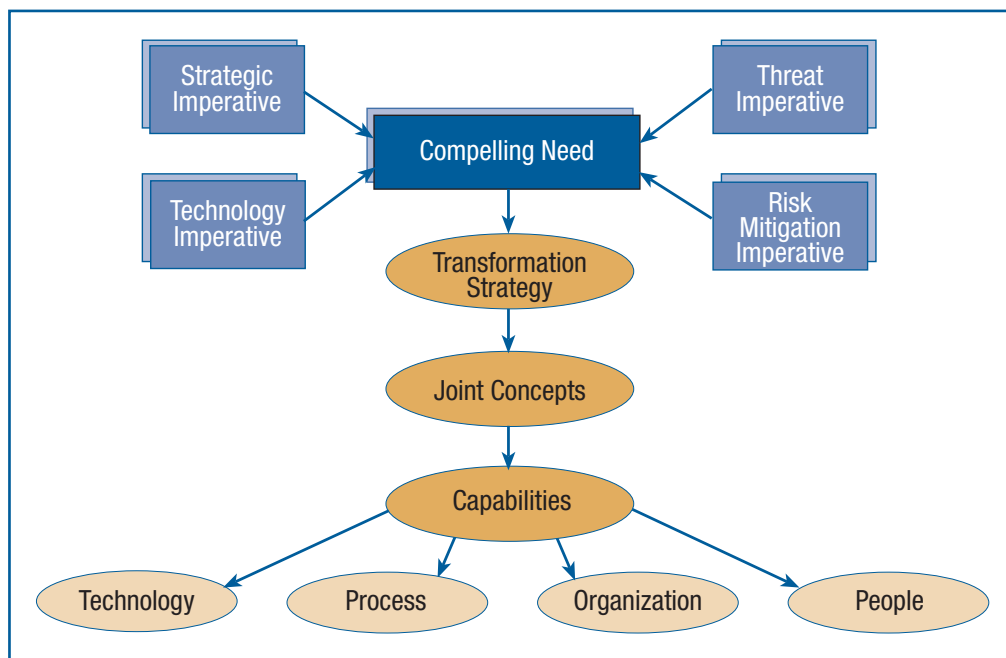 Strategic
Imperative
Threat
Imperative
Compelling Need
Technology
Imperative
Risk
Mitigation
Imperative
Transformation
Strategy
Joint Concepts
Capabilities
Technology
Process
Organization
People